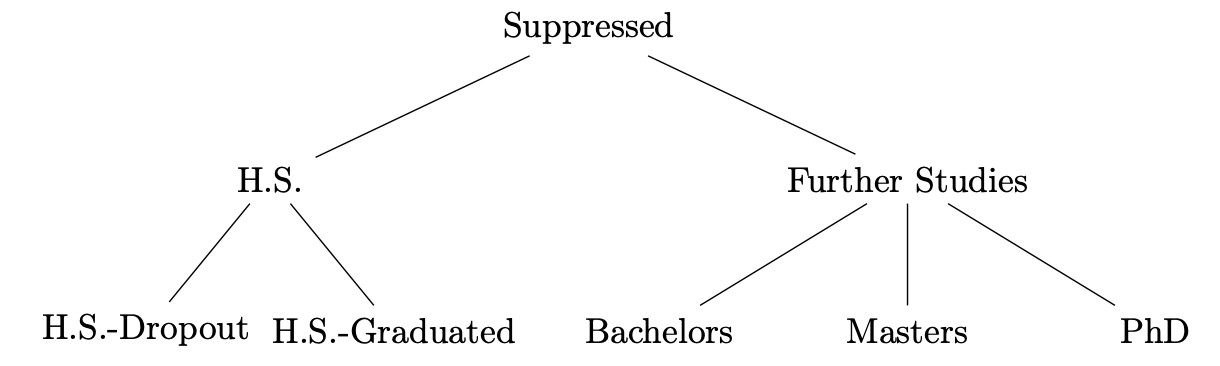 Suppressed
H.S.
Further Studies
H.S.-Dropout
H.S.-Graduated
Bachelors
Masters
PhD